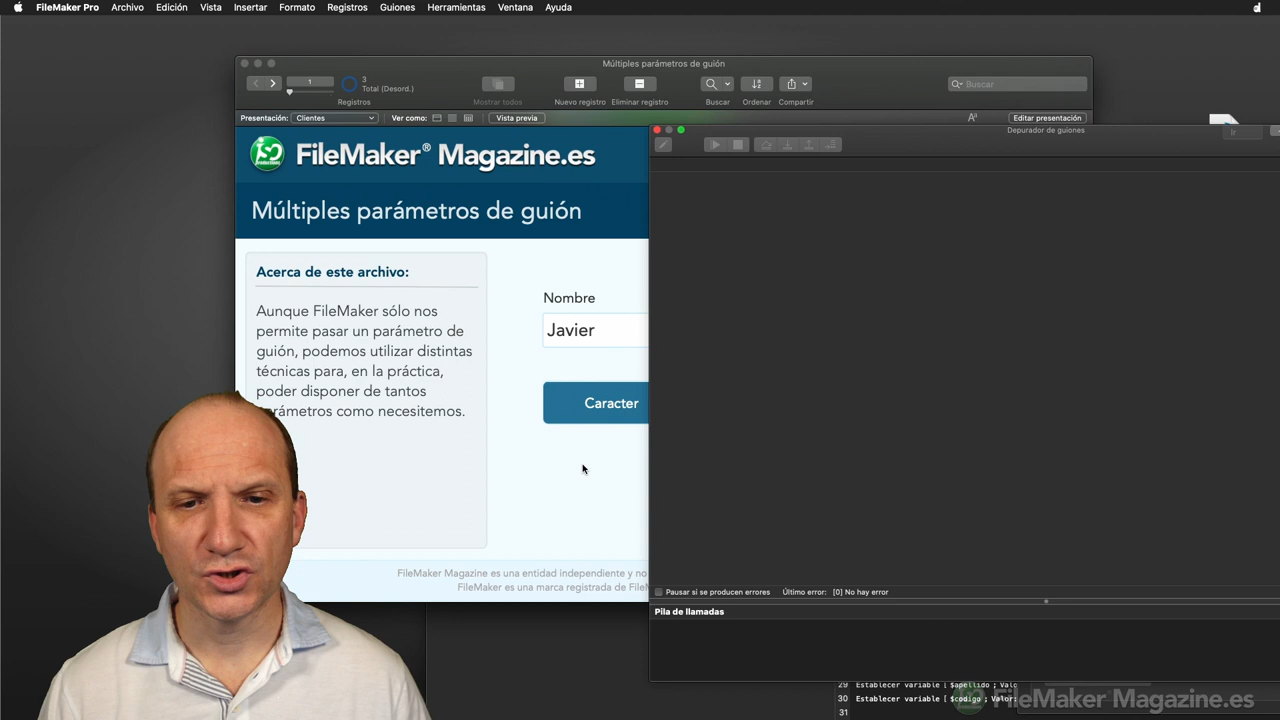 FileMaker Pro Archivo Edición Vista Insertar Formato Registros Guiones Herramientas Ventana Ayuda
Múltiples parámetros de guión
1
3
Total (Desord.)
Registros
Mostrar todos
Nuevo registro
Eliminar registro
Buscar
Ordenar
Compartir
Buscar
Presentación: Clientes Ver como: Vista previa Editar presentación
FileMaker® Magazine.es
Múltiples parámetros de guión
Acerca de este archivo:
Aunque FileMaker sólo nos
permite pasar un parámetro de
guión, podemos utilizar distintas
técnicas para, en la práctica,
poder disponer de tantos
parámetros como necesitemos.
Nombre
Javier
Caracter
FileMaker Magazine es una entidad independiente y no
FileMaker es una marca registrada de
Depurador de guiones
Ir
Pausar si se producen errores Último error: [0] No hay error
Pila de llamadas
29 Establecer variable [ $apellido ;
30 Establecer variable [ $codigo ;
31
FileMaker Magazine.es